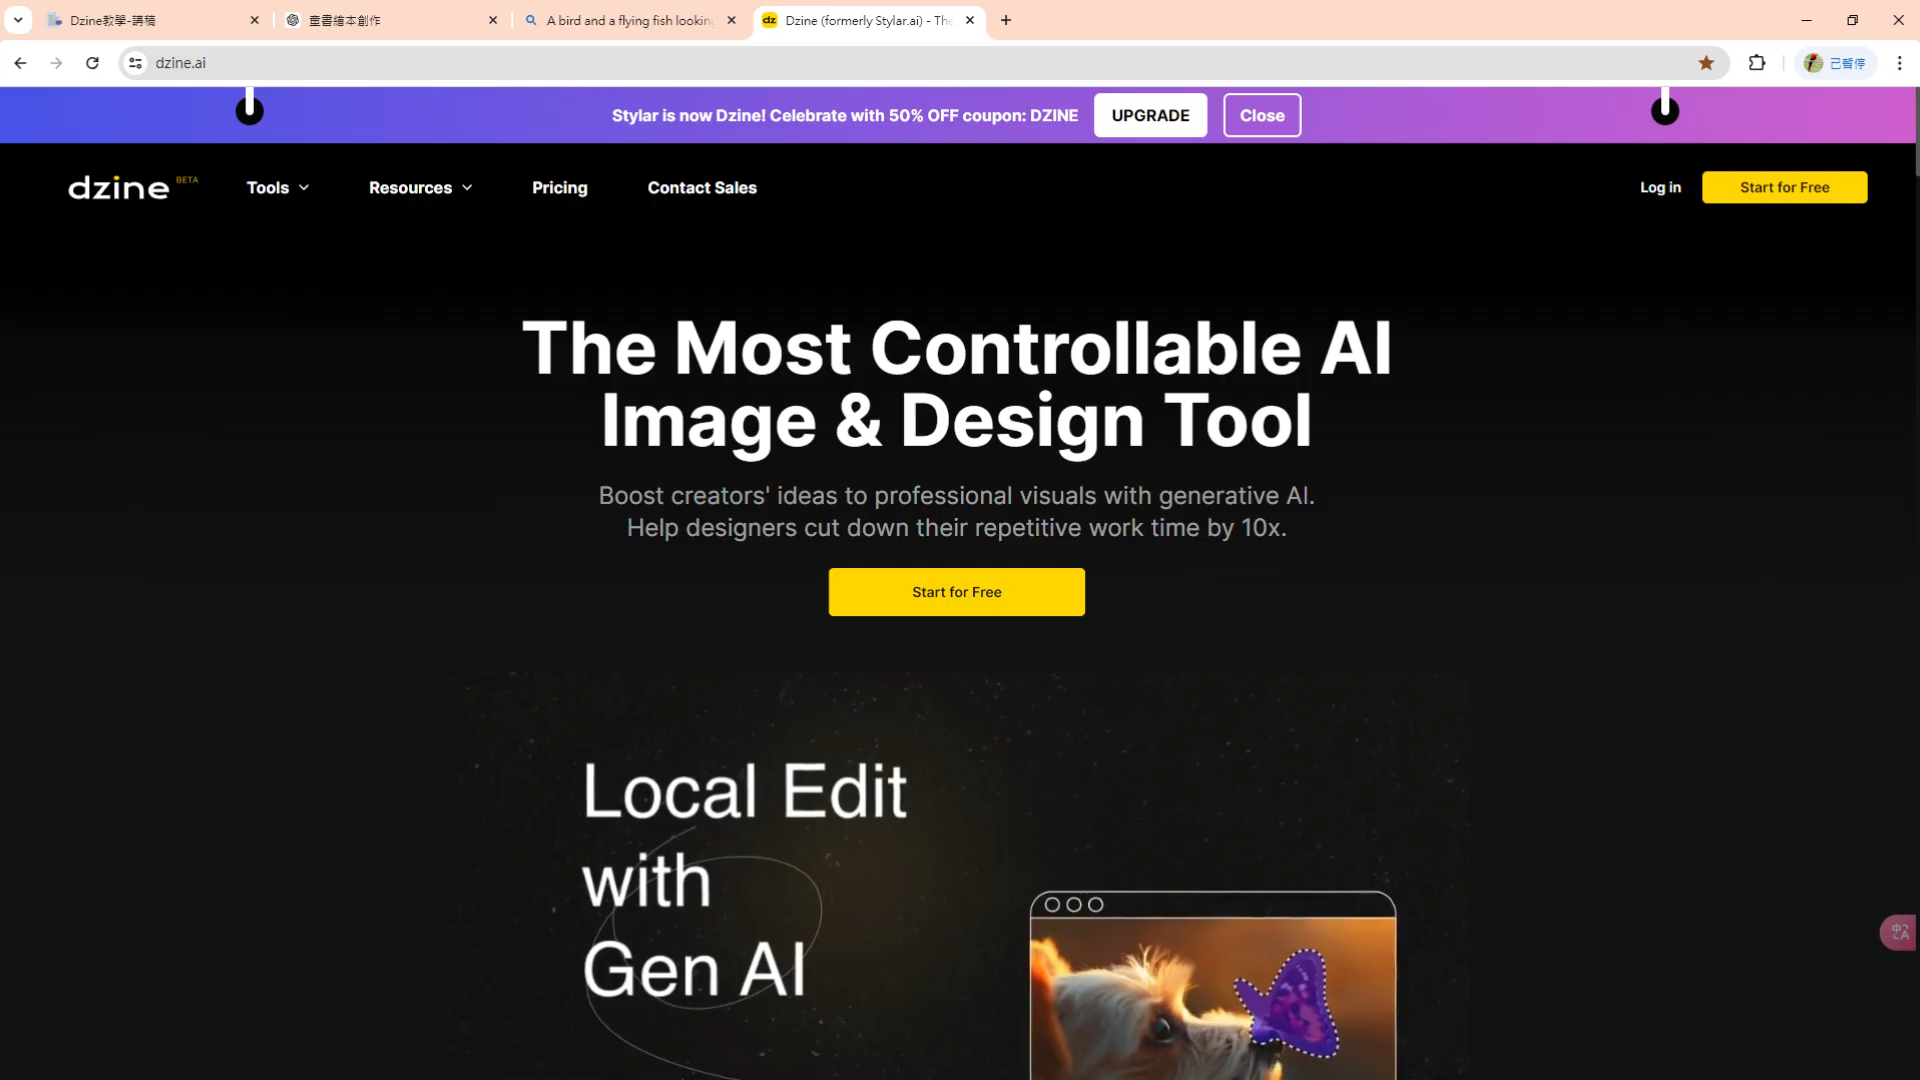 Dzine教學-講稿
童書繪本創作
A bird and a flying fish lookin
Dzine (formerly Stylar.ai) - The
dzine.ai
已暫停
Stylar is now Dzine! Celebrate with 50% OFF coupon: DZINE
UPGRADE
Close
dzine BETA
Tools
Resources
Pricing
Contact Sales
Log in
Start for Free
The Most Controllable AI
Image & Design Tool
Boost creators' ideas to professional visuals with generative AI.
Help designers cut down their repetitive work time by 10x.
Start for Free
Local Edit
with
Gen AI